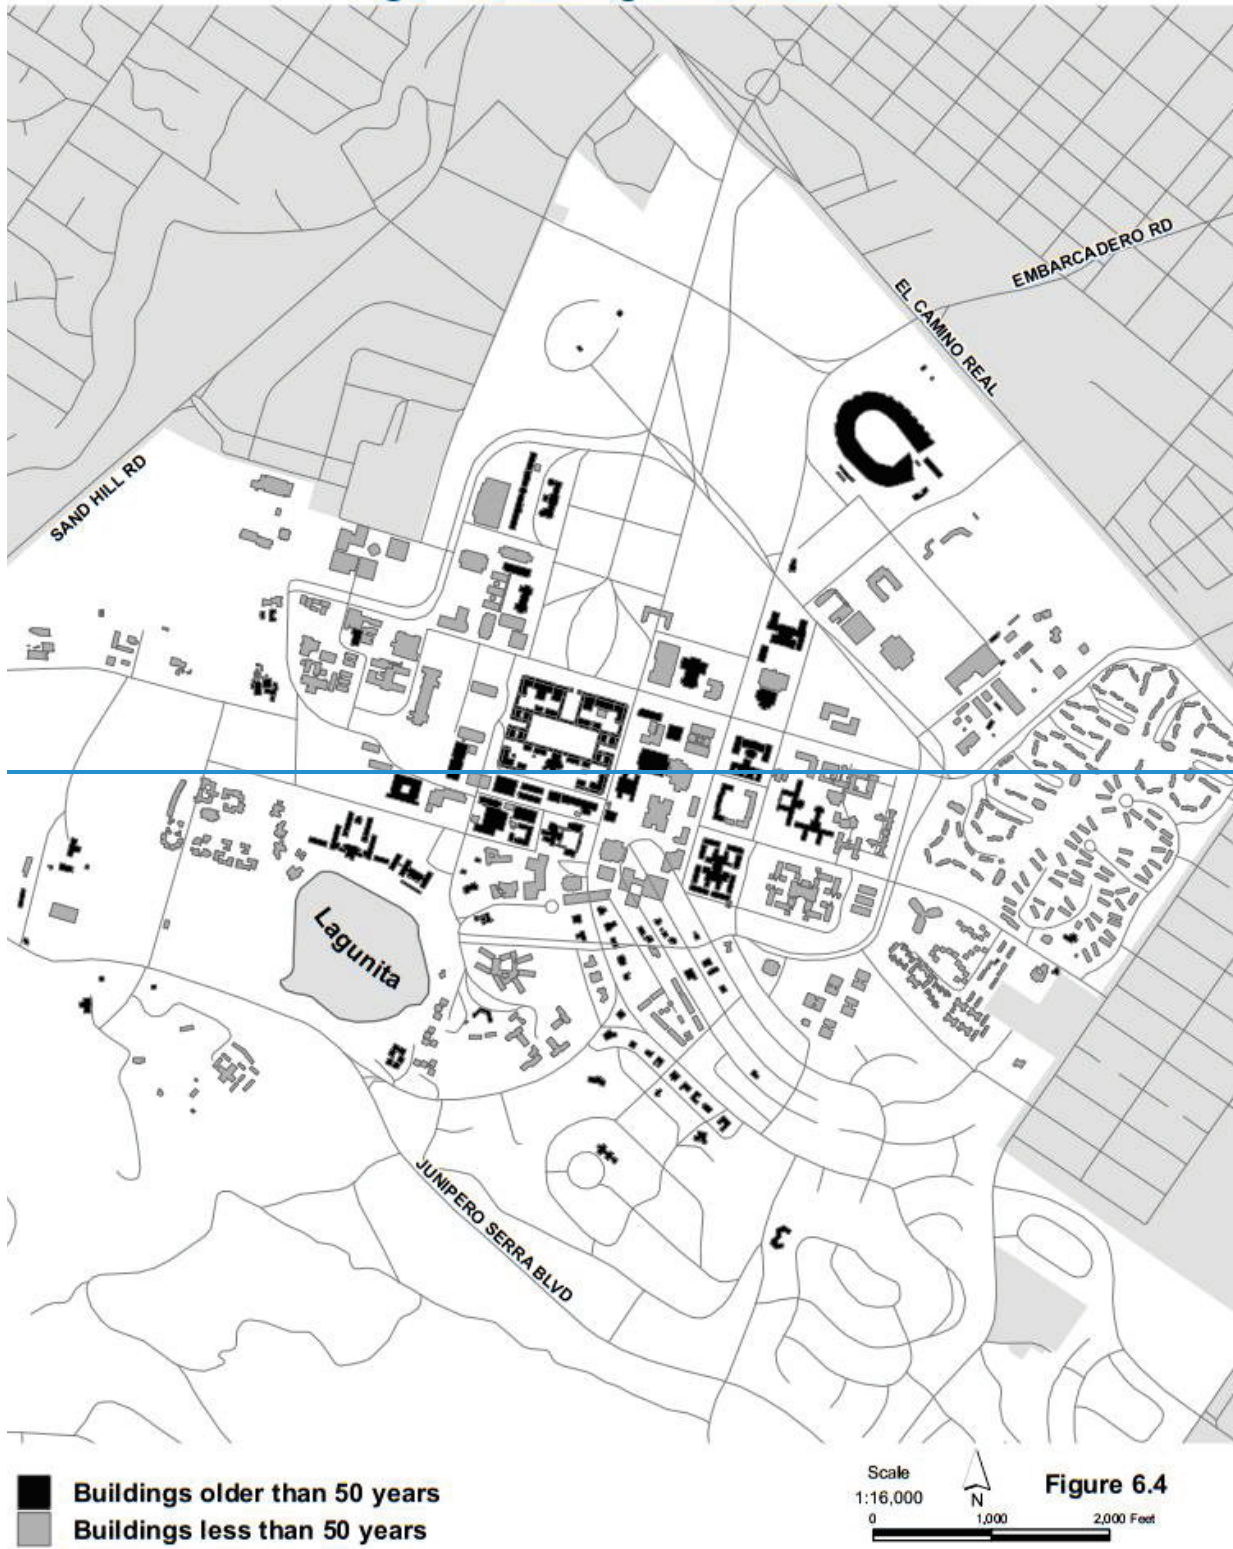 EMBARCADERO RD
EL CAMINO REAL
SAND HILL RD
Lagunita
JUNIPERO SERRA BLVD
Buildings older than 50 years
Buildings less than 50 years
Scale
1:16,000
N
Figure 6.4
0 1,000 2,000 Feet